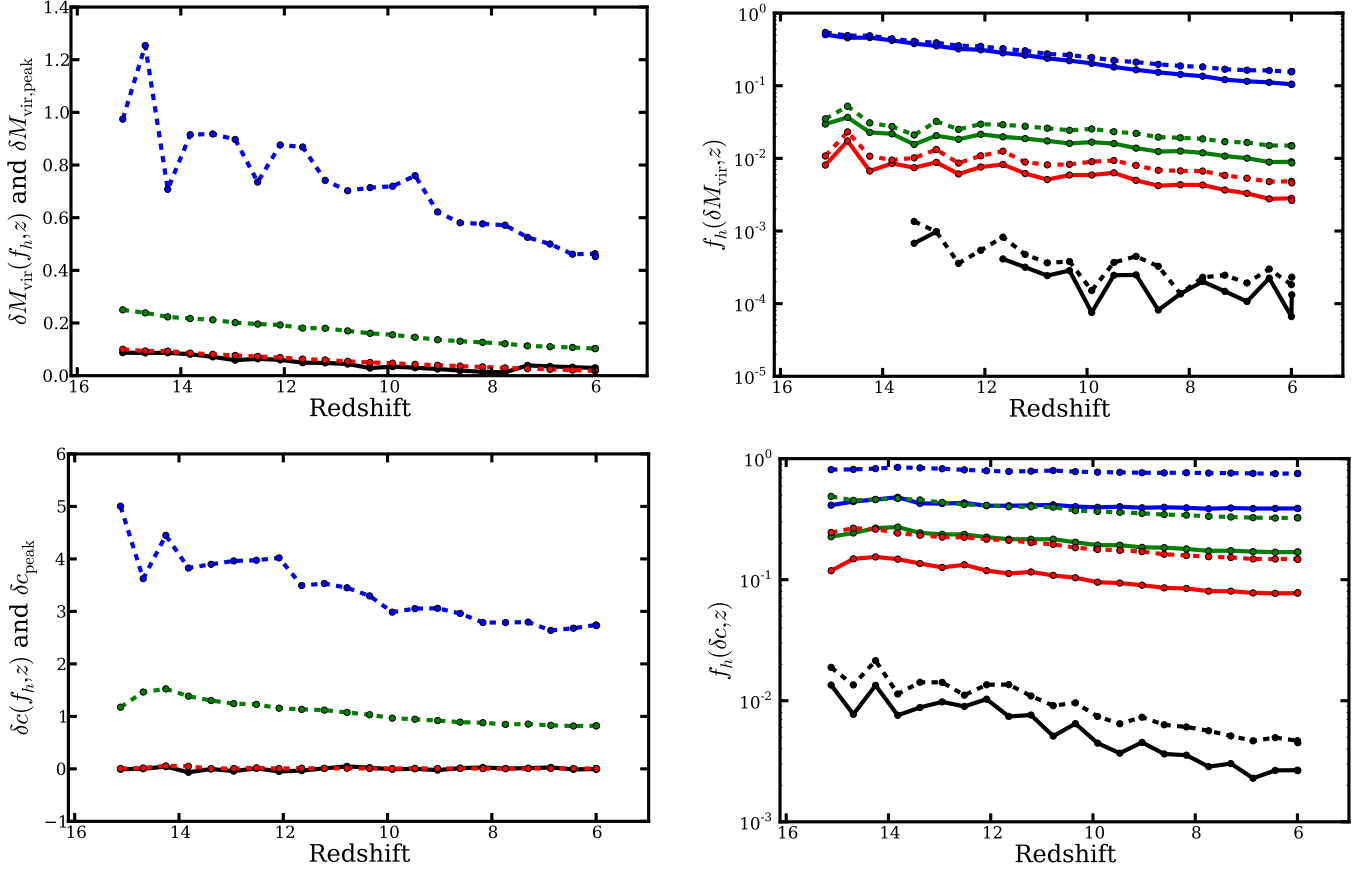 1.4
1.2
1.0
0.8
0.6
0.4
0.2
0.0
16 14 12 10 8 6
Redshift
δM_vir(f_h,z) and δM_vir,peak
10^0
10^-1
10^-2
10^-3
10^-4
10^-5
16 14 12 10 8 6
Redshift
f_h(δM_vir,z)
6
5
4
3
2
1
0
−1
16 14 12 10 8 6
Redshift
δc(f_h,z) and δc_peak
10^0
10^-1
10^-2
10^-3
16 14 12 10 8 6
Redshift
f_h(δc,z)